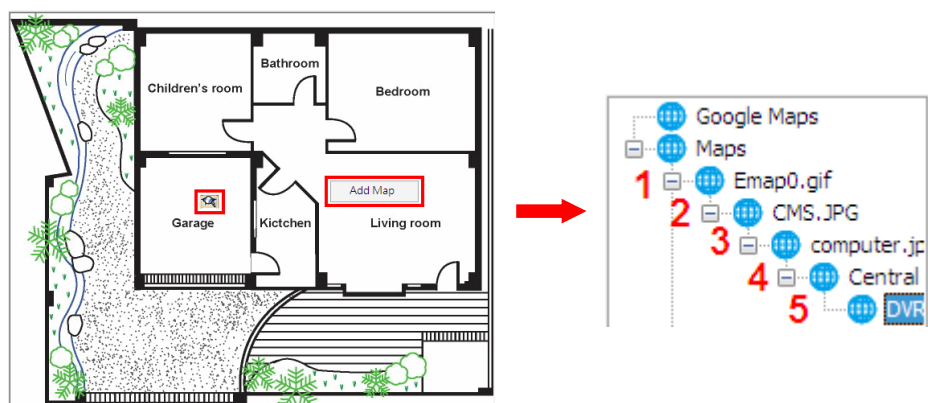 Bathroom
Children's room
Bedroom
Add Map
Garage
Kictchen
Living room
Google Maps
Maps
1
Emap0.gif
2
CMS.JPG
3
computer.jp
4
Central
5
DVR